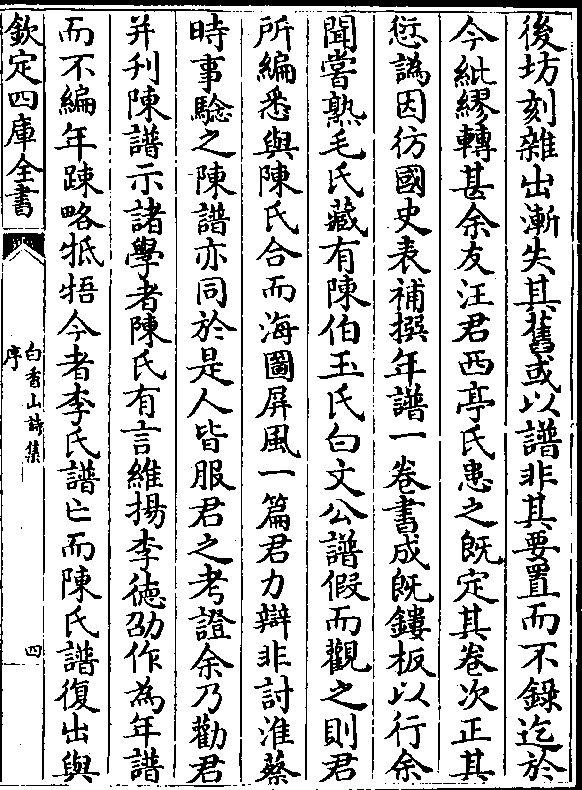 後坊刻雜出漸失其舊或以譜非其要置而不錄迄於
今紕繆轉甚余友汪君西亭氏患之既定其卷次正其
愆譌因彷國史表補撰年譜一卷書成既鏤板以行余
聞嘗熟毛氏藏有陳伯玉氏白文公譜假而觀之則君
所編悉與陳氏合而海圖屏風一篇君力辯非討淮蔡
時事驗之陳譜亦同於是人皆服君之考證余乃勸君
并刋陳譜示諸學者陳氏有言維揚李徳劭作為年譜
而不編年踈略牴牾今者李氏譜亡而陳氏譜復出與
欽定四庫全書
白香山詩集
序
四